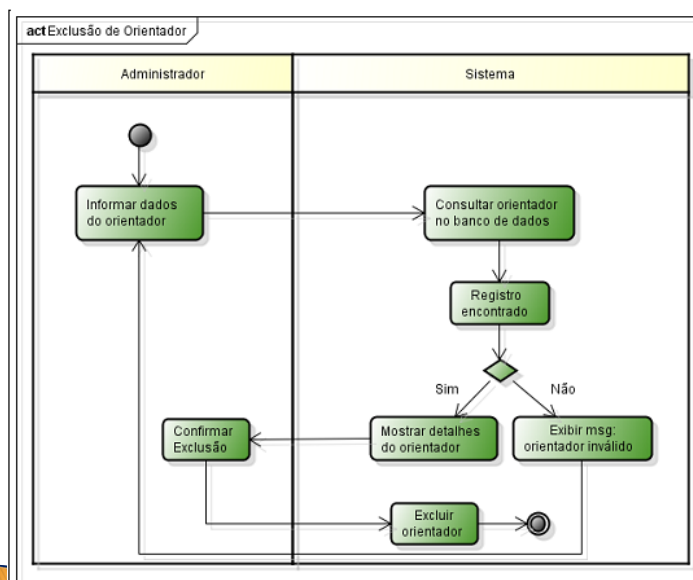 act Exclusão de Orientador
Administrador
Sistema
Informar dados
do orientador
Consultar orientador
no banco de dados
Registro
encontrado
Sim
Não
Confirmar
Exclusão
Mostrar detalhes
do orientador
Exibir msg:
orientador inválido
Excluir
orientador